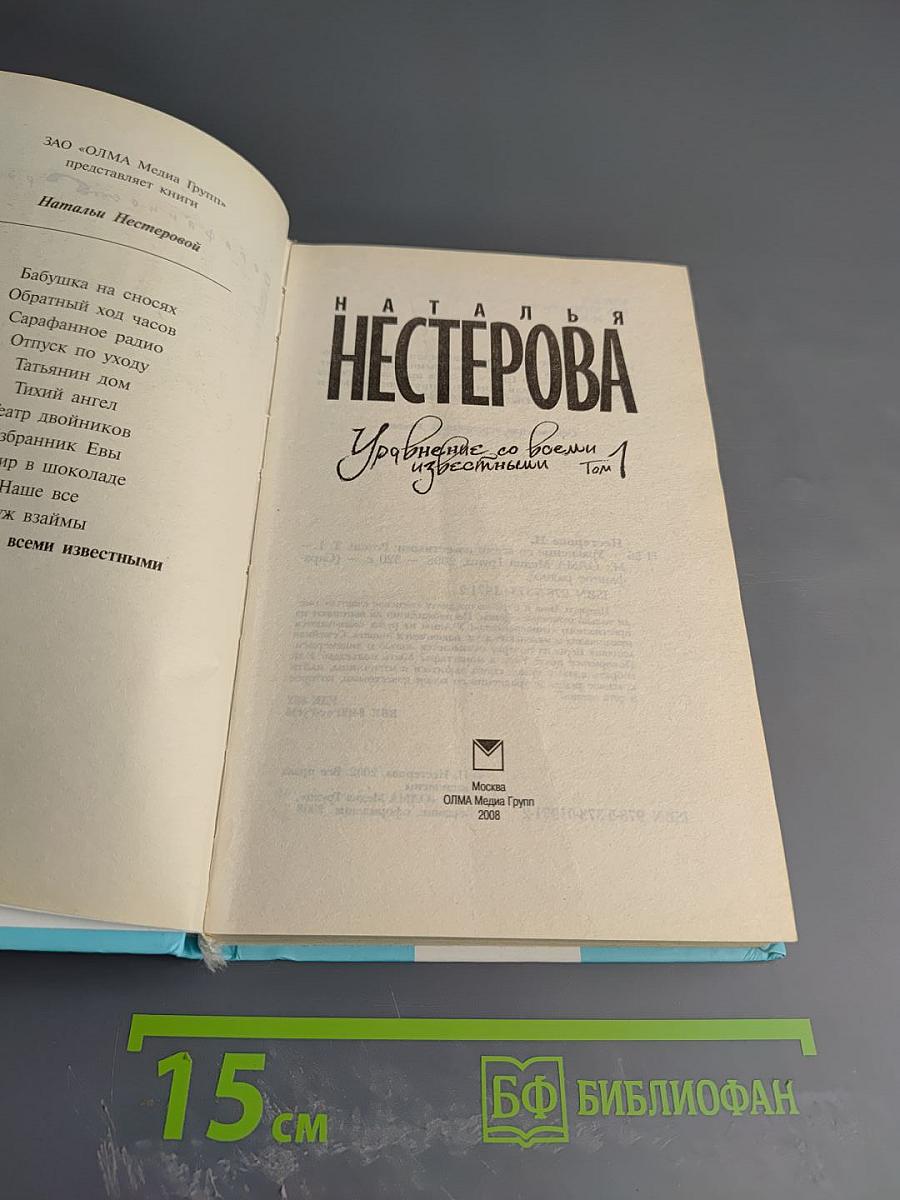 ЗАО «ОЛМА Медиа Групп»
представляет книги
Натальи Нестеровой
Бабушка на сносях
Обратный ход часов
Сарафанное радио
Отпуск по уходу
Татьянин дом
Тихий ангел
еатр двойников
збранник Евы
ир в шоколаде
Наше все
уж взаймы
всеми известными
НАТАЛЬЯ
НЕСТЕРОВА
Уравнение со всеми
известными Том 1
Москва
ОЛМА Медиа Групп
2008
15 см
БФ БИБЛИОФАН